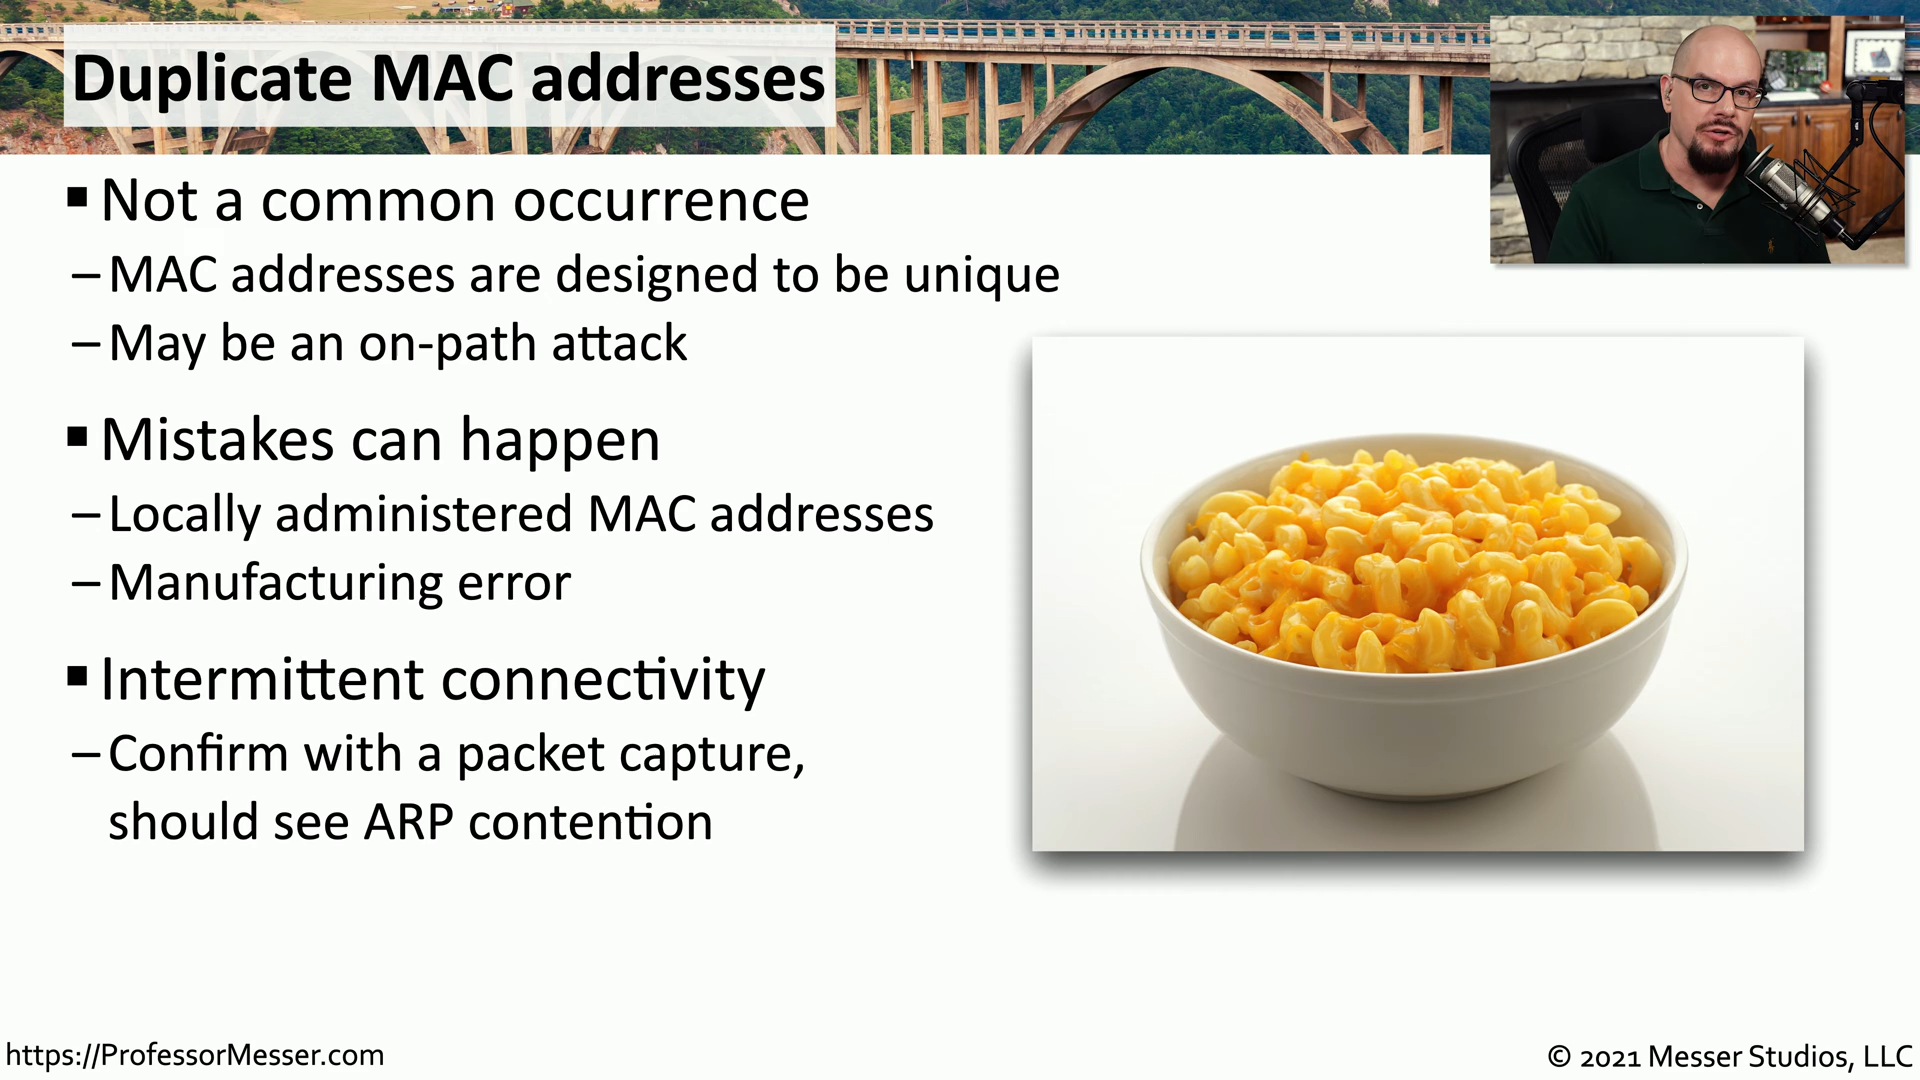 Duplicate MAC addresses
▪ Not a common occurrence
– MAC addresses are designed to be unique
– May be an on-path attack
▪ Mistakes can happen
– Locally administered MAC addresses
– Manufacturing error
▪ Intermittent connectivity
– Confirm with a packet capture,
should see ARP contention
https://ProfessorMesser.com
© 2021 Messer Studios, LLC